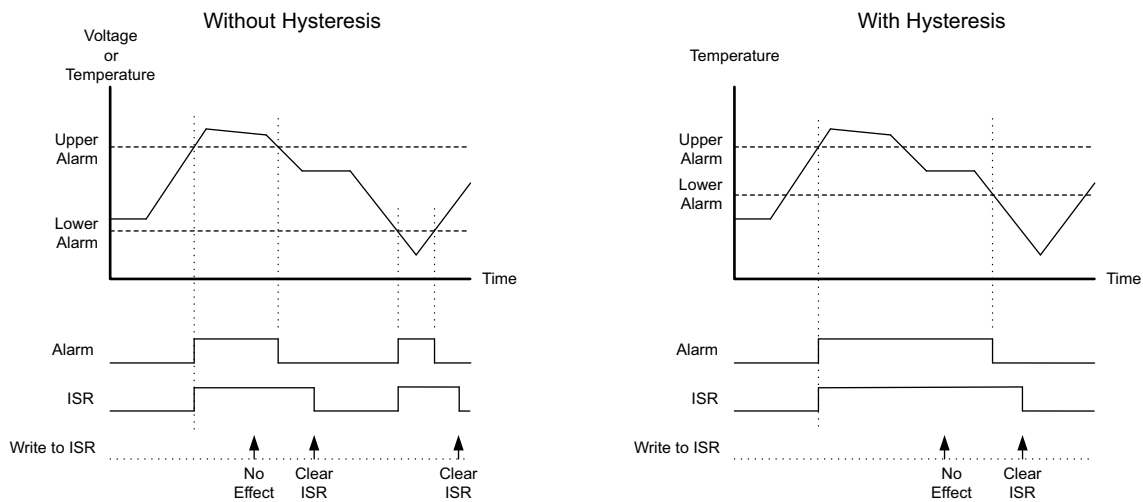 Without Hysteresis
Voltage
or
Temperature
Upper
Alarm
Lower
Alarm
Time
Alarm
ISR
Write to ISR
No
Effect
Clear
ISR
Clear
ISR
With Hysteresis
Temperature
Upper
Alarm
Lower
Alarm
Time
Alarm
ISR
Write to ISR
No
Effect
Clear
ISR